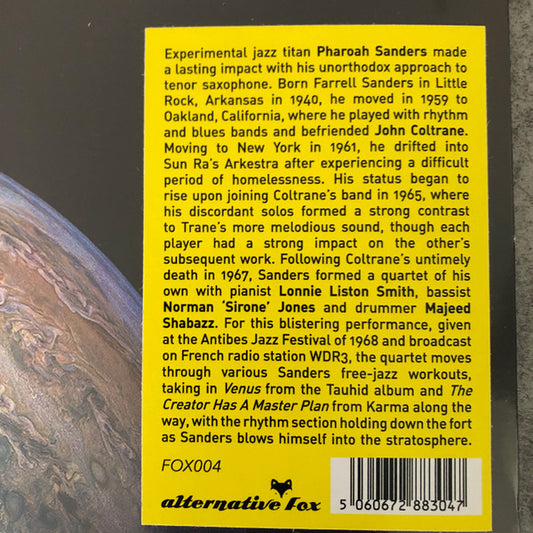 Experimental jazz titan Pharoah Sanders made
a lasting impact with his unorthodox approach to
tenor saxophone. Born Farrell Sanders in Little
Rock, Arkansas in 1940, he moved in 1959 to
Oakland, California, where he played with rhythm
and blues bands and befriended John Coltrane.
Moving to New York in 1961, he drifted into
Sun Ra's Arkestra after experiencing a difficult
period of homelessness. His status began to
rise upon joining Coltrane's band in 1965, where
his discordant solos formed a strong contrast
to Trane's more melodious sound, though each
player had a strong impact on the other's
subsequent work. Following Coltrane's untimely
death in 1967, Sanders formed a quartet of his
own with pianist Lonnie Liston Smith, bassist
Norman 'Sirone' Jones and drummer Majeed
Shabazz. For this blistering performance, given
at the Antibes Jazz Festival of 1968 and broadcast
on French radio station WDR3, the quartet moves
through various Sanders free-jazz workouts,
taking in Venus from the Tauhid album and The
Creator Has A Master Plan from Karma along the
way, with the rhythm section holding down the fort
as Sanders blows himself into the stratosphere.
FOX004
alternative fox
5 060672 883047